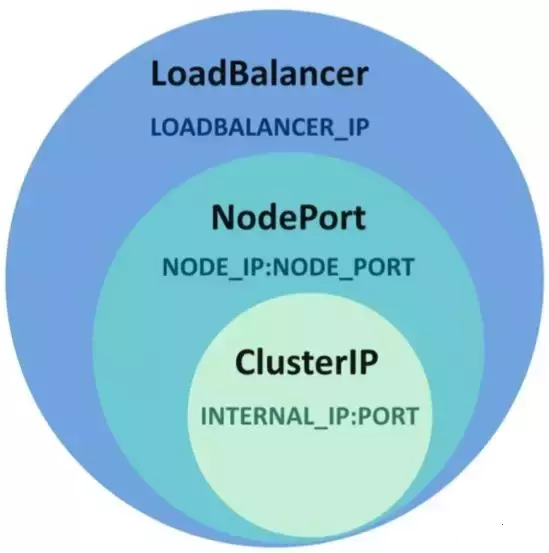 LoadBalancer
LOADBALANCER_IP
NodePort
NODE_IP:NODE_PORT
ClusterIP
INTERNAL_IP:PORT